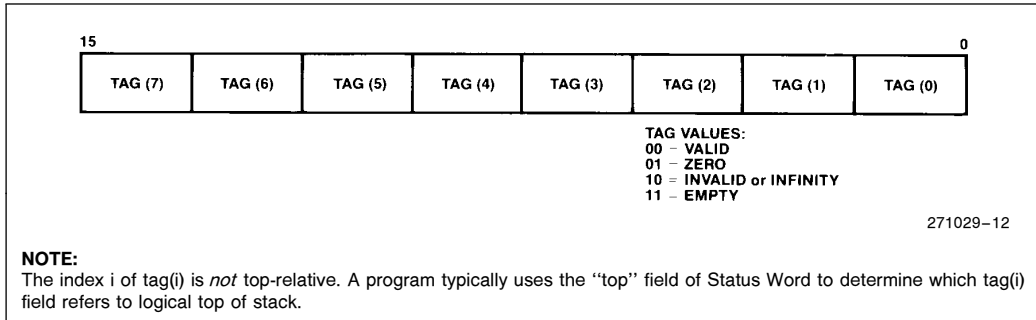 15 0
TAG (7) TAG (6) TAG (5) TAG (4) TAG (3) TAG (2) TAG (1) TAG (0)
TAG VALUES:
00 – VALID
01 – ZERO
10 = INVALID or INFINITY
11 – EMPTY
271029–12
NOTE:
The index i of tag(i) is not top-relative. A program typically uses the ‘‘top’’ field of Status Word to determine which tag(i)
field refers to logical top of stack.